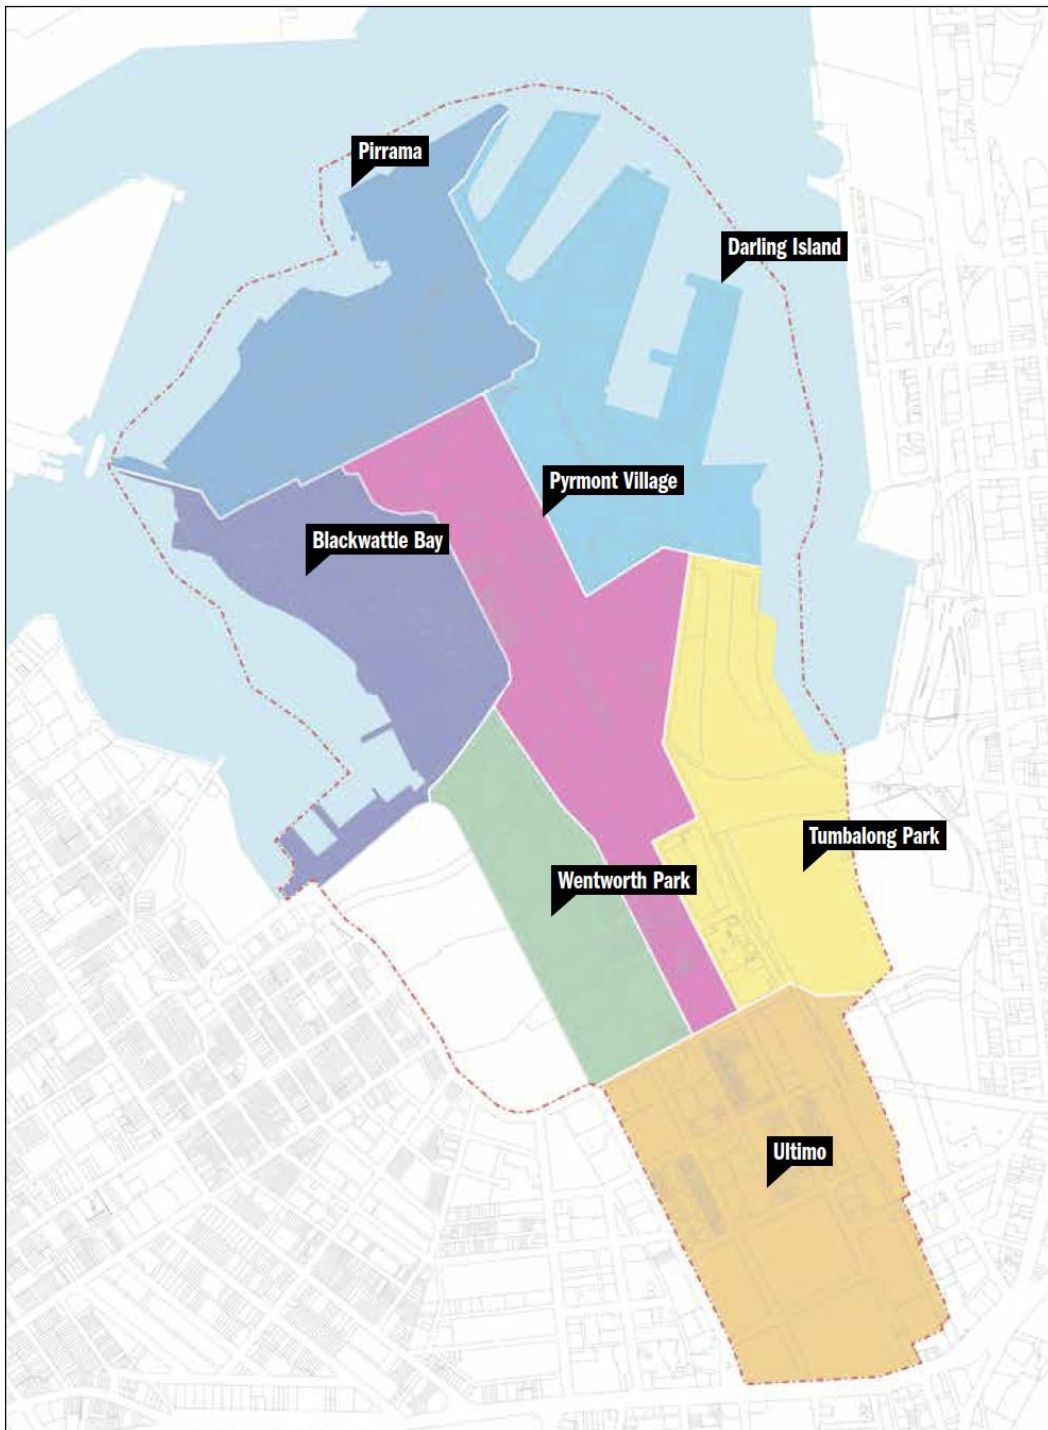 Pirrama
Darling Island
Pyrmont Village
Blackwattle Bay
Tumbalong Park
Wentworth Park
Ultimo